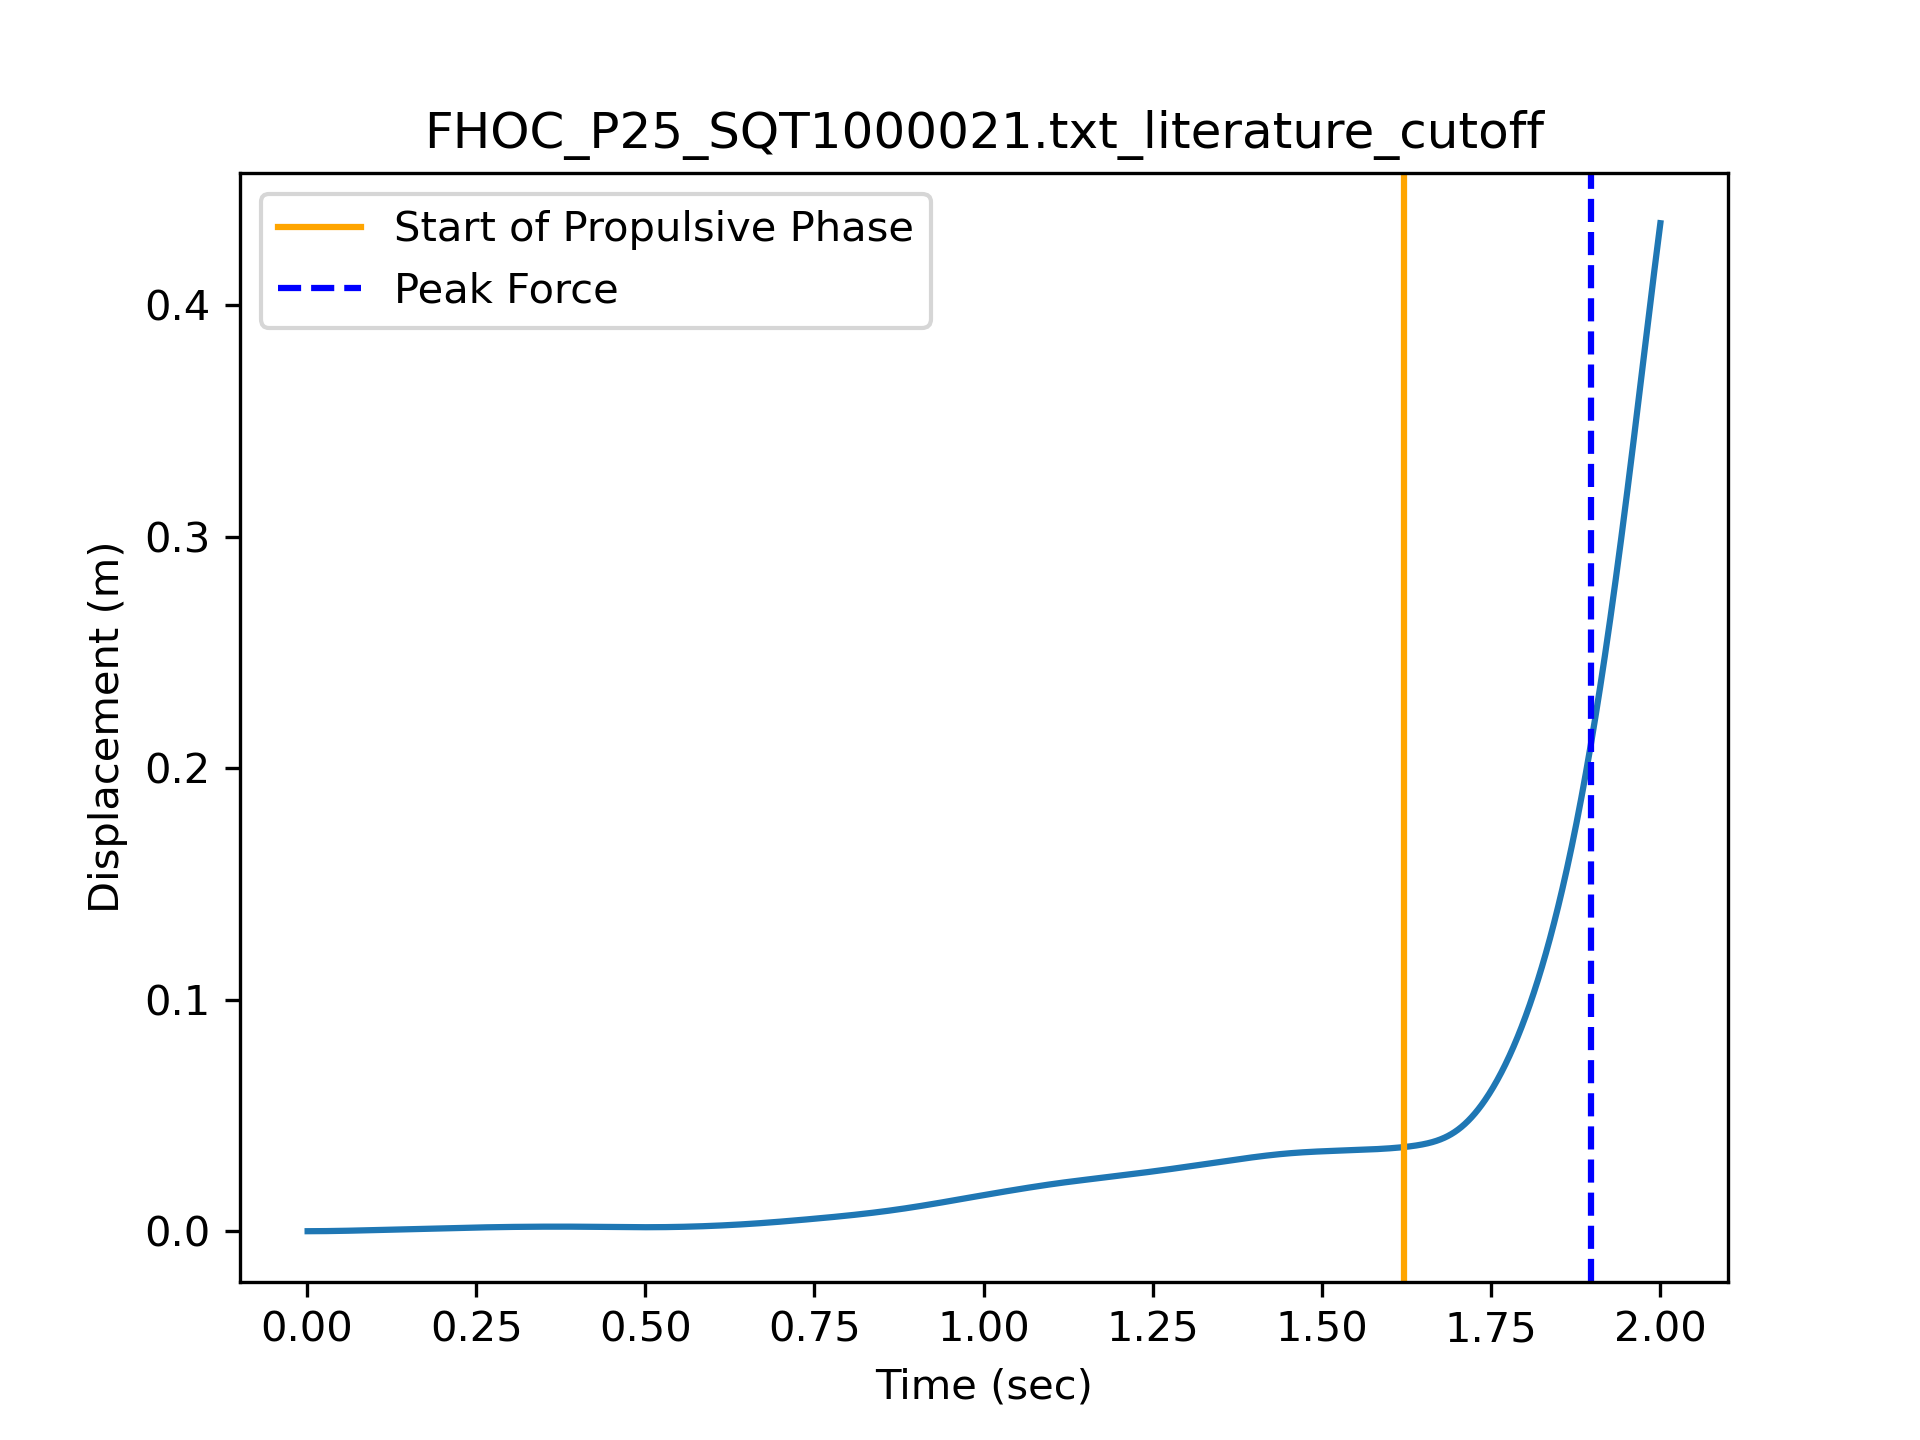 FHOC_P25_SQT1000021.txt_literature_cutoff
Start of Propulsive Phase
Peak Force
Displacement (m)
0.4
0.3
0.2
0.1
0.0
0.00 0.25 0.50 0.75 1.00 1.25 1.50 1.75 2.00
Time (sec)